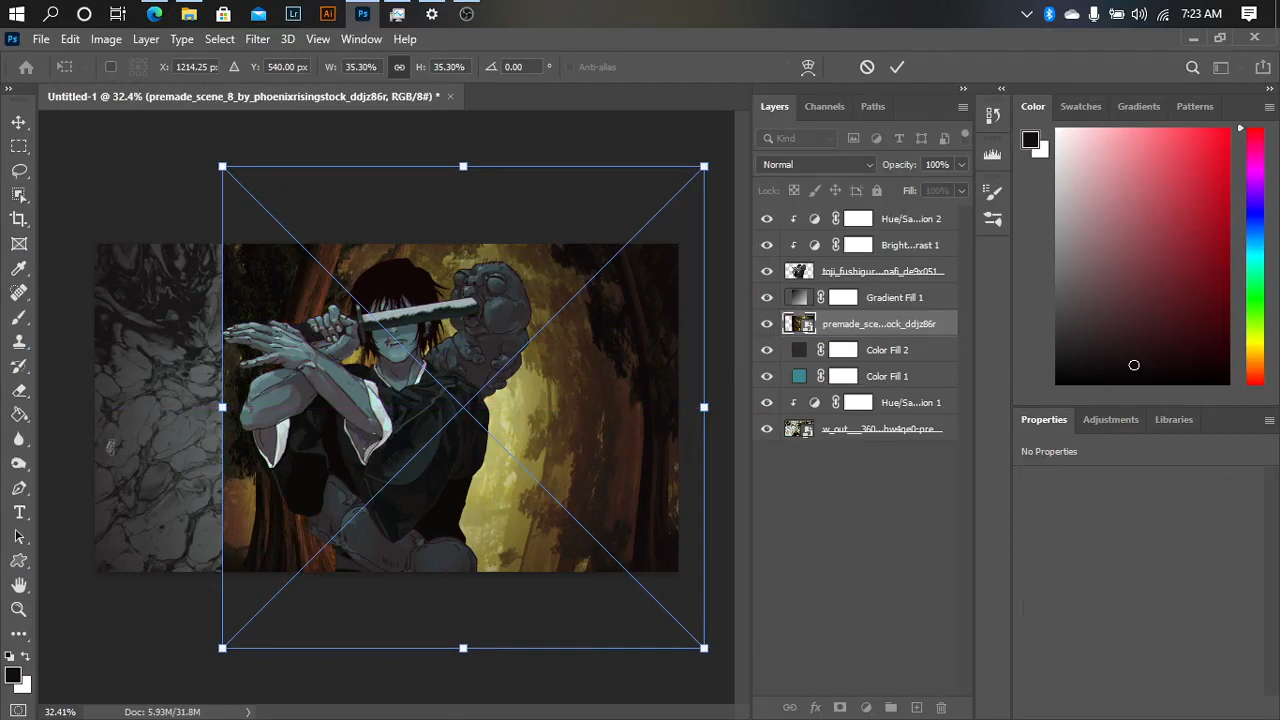 7:23 AM
File Edit Image Layer Type Select Filter 3D View Window Help
X: 1214.25 px Y: 540.00 px W: 35.30% H: 35.30% 0.00 ° Anti-alias
Untitled-1 @ 32.4% (premade_scene_8_by_phoenixrisingstock_ddjz86r, RGB/8#) *
Layers Channels Paths
Kind
Normal Opacity: 100%
Lock: Fill: 100%
Hue/Sa...ion 2
Bright...rast 1
toji_fushigur...nafi_de9x051
Gradient Fill 1
premade_sce...ock_ddjz86r
Color Fill 2
Color Fill 1
Hue/Sa...ion 1
w_out___360...hw4qe0-pre
Color Swatches Gradients Patterns
Properties Adjustments Libraries
No Properties
32.41% Doc: 5.93M/31.8M